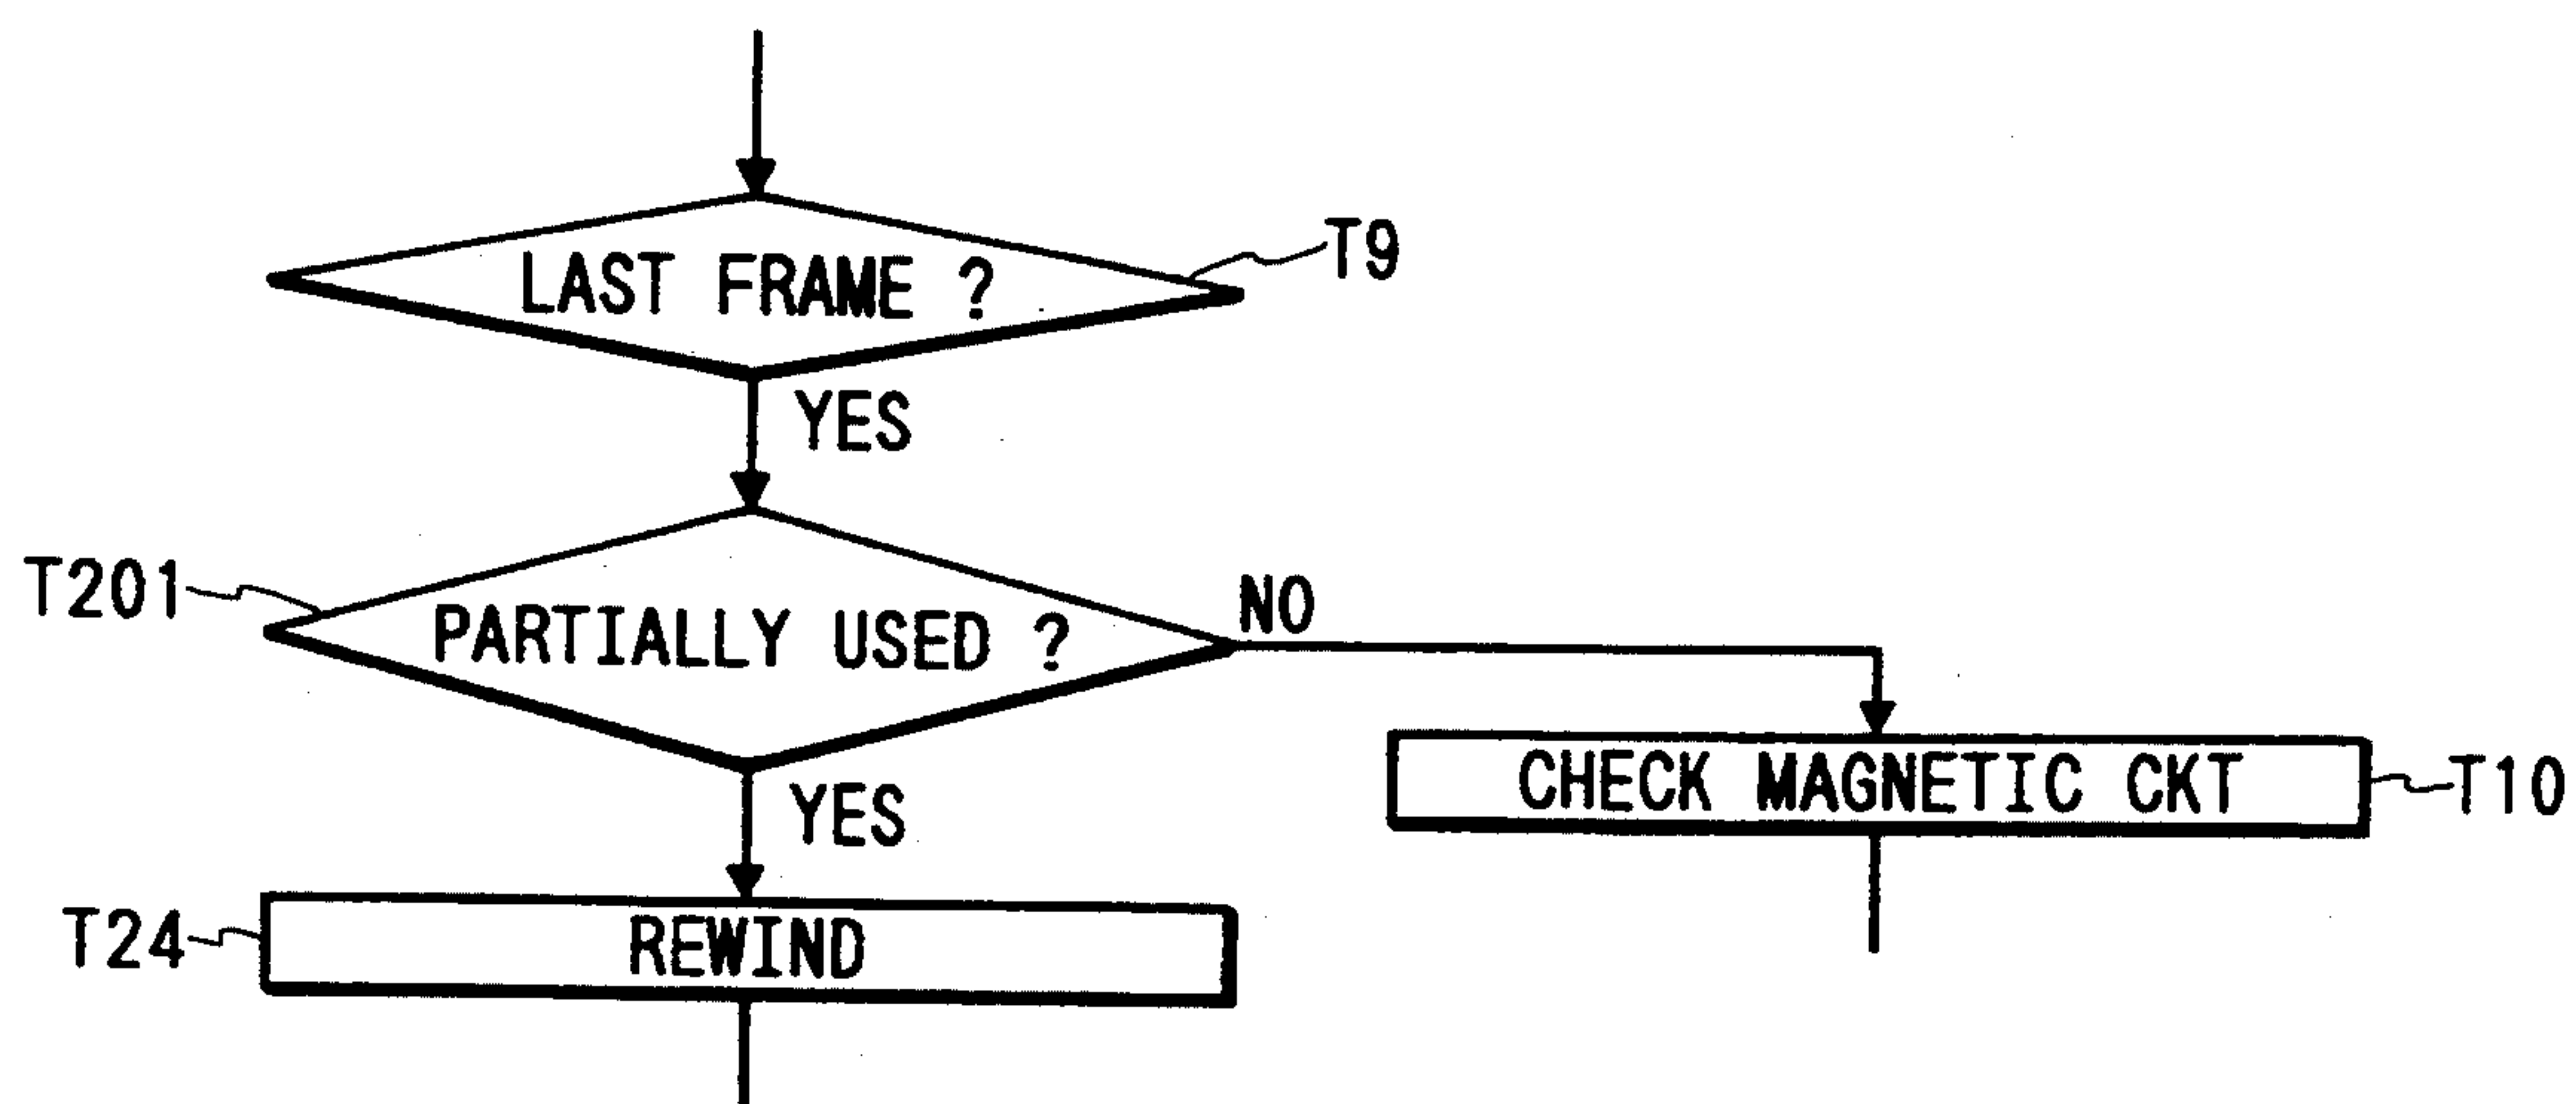 LAST FRAME ?
T9
YES
T201
PARTIALLY USED ?
NO
CHECK MAGNETIC CKT
T10
YES
T24
REWIND